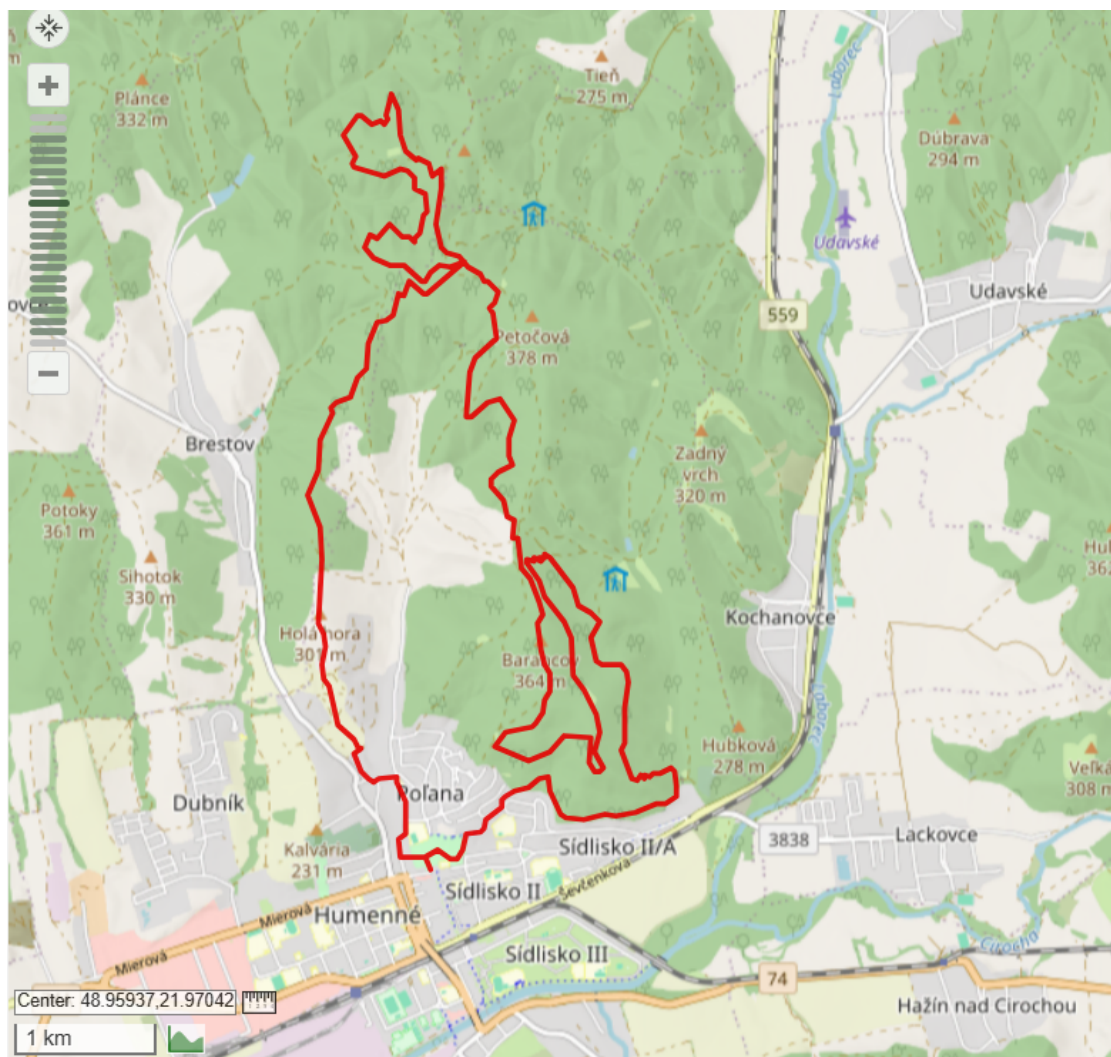 m
Plánce
332 m
Tieň
275 m
Laborec
Dúbrava
294 m
Udavské
Udavské
559
Petočová
378 m
Brestov
Zadný
vrch
320 m
Potoky
361 m
Sihotok
330 m
Kochanovce
Holá hora
301 m
Barancov
364 m
Laborec
Hubková
278 m
Dubník
Poľana
3838
Lackovce
Sídlisko II/A
Kalvária
231 m
Ševčenkova
Sídlisko II
Mierová
Humenné
Mierová
Sídlisko III
Cirocha
74
Hažín nad Cirochou
Center: 48.95937,21.97042
1 km